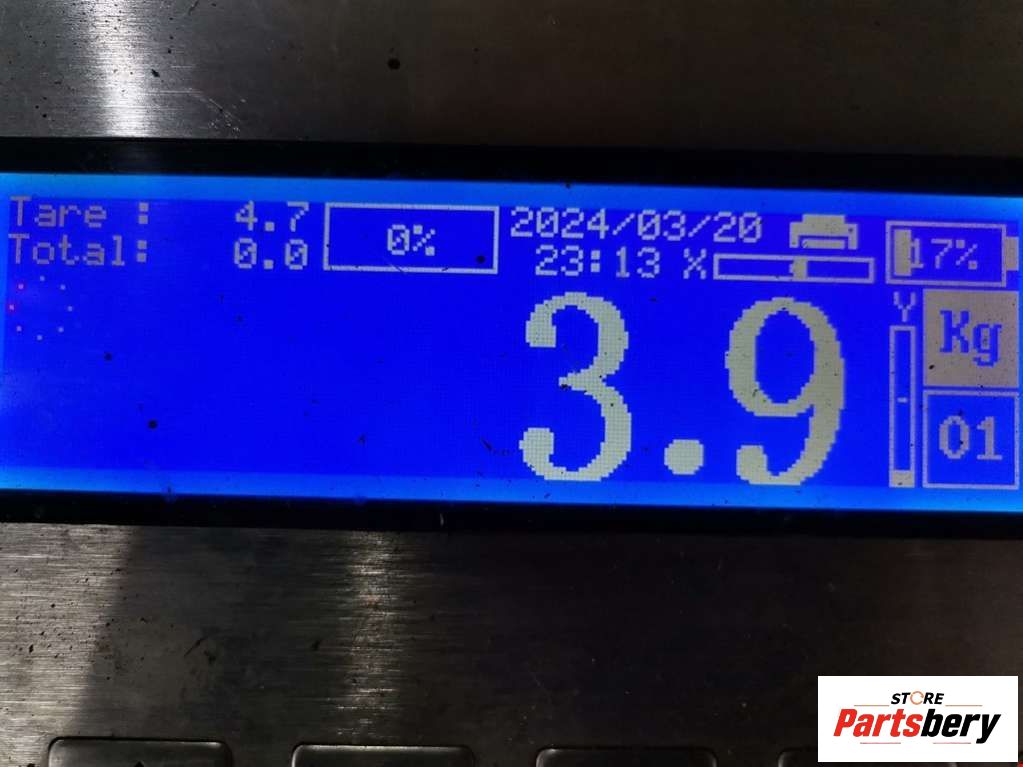 Tare : 4.7
Total: 0.0
0%
2024/03/20
23:13 X
17%
Y
Kg
3.9
01
STORE
Partsbery